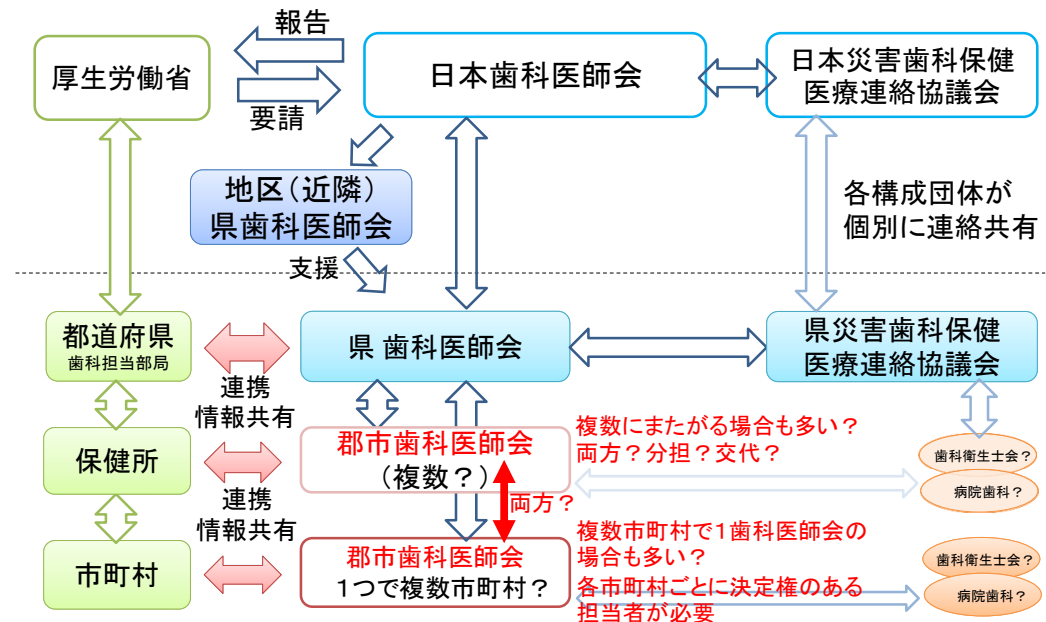 報告
厚生労働省
要請
日本歯科医師会
日本災害歯科保健
医療連絡協議会
地区（近隣）
県歯科医師会
各構成団体が
個別に連絡共有
支援
都道府県
歯科担当部局
連携
情報共有
県 歯科医師会
県災害歯科保健
医療連絡協議会
保健所
郡市歯科医師会
（複数？）
複数にまたがる場合も多い？
両方？分担？交代？
歯科衛生士会？
病院歯科？
連携
情報共有
両方？
市町村
郡市歯科医師会
１つで複数市町村？
複数市町村で１歯科医師会の
場合も多い？
各市町村ごとに決定権のある
担当者が必要
歯科衛生士会？
病院歯科？